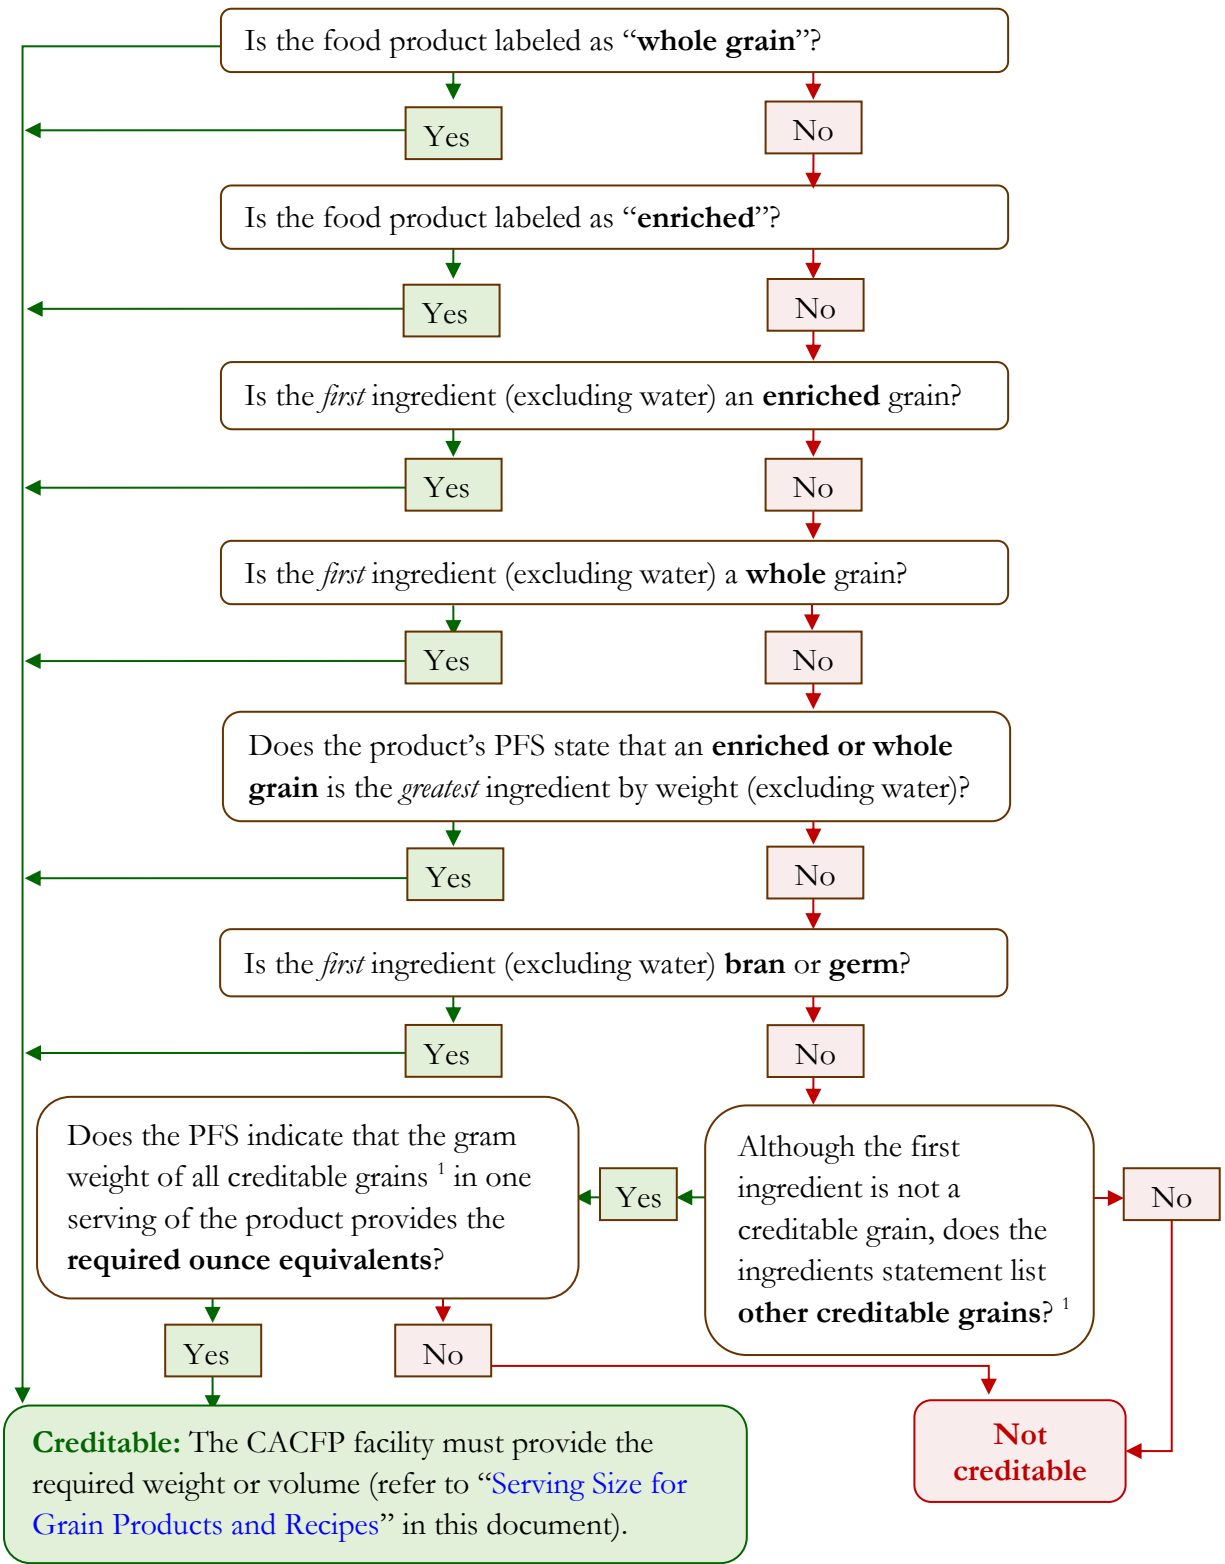 Is the food product labeled as “whole grain”?
Yes
No
Is the food product labeled as “enriched”?
Yes
No
Is the first ingredient (excluding water) an enriched grain?
Yes
No
Is the first ingredient (excluding water) a whole grain?
Yes
No
Does the product’s PFS state that an enriched or whole
grain is the greatest ingredient by weight (excluding water)?
Yes
No
Is the first ingredient (excluding water) bran or germ?
Yes
No
Although the first
ingredient is not a
creditable grain, does the
ingredients statement list
other creditable grains? 1
Yes
No
Does the PFS indicate that the gram
weight of all creditable grains 1 in one
serving of the product provides the
required ounce equivalents?
Yes
No
Creditable: The CACFP facility must provide the
required weight or volume (refer to “Serving Size for
Grain Products and Recipes” in this document).
Not
creditable